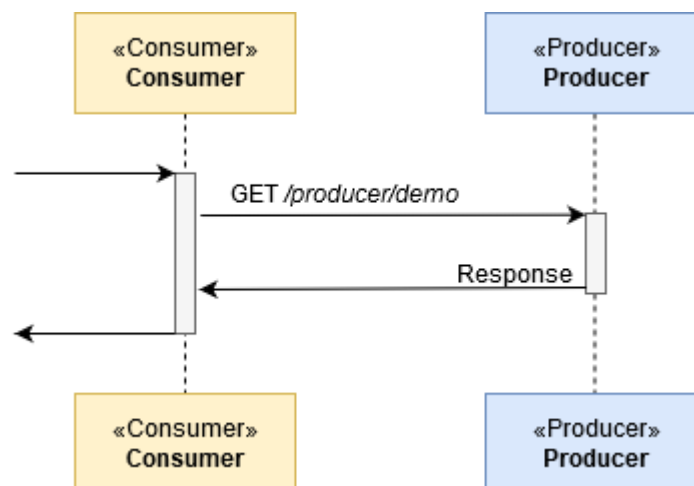 «Consumer»
Consumer
«Producer»
Producer
GET /producer/demo
Response
«Consumer»
Consumer
«Producer»
Producer